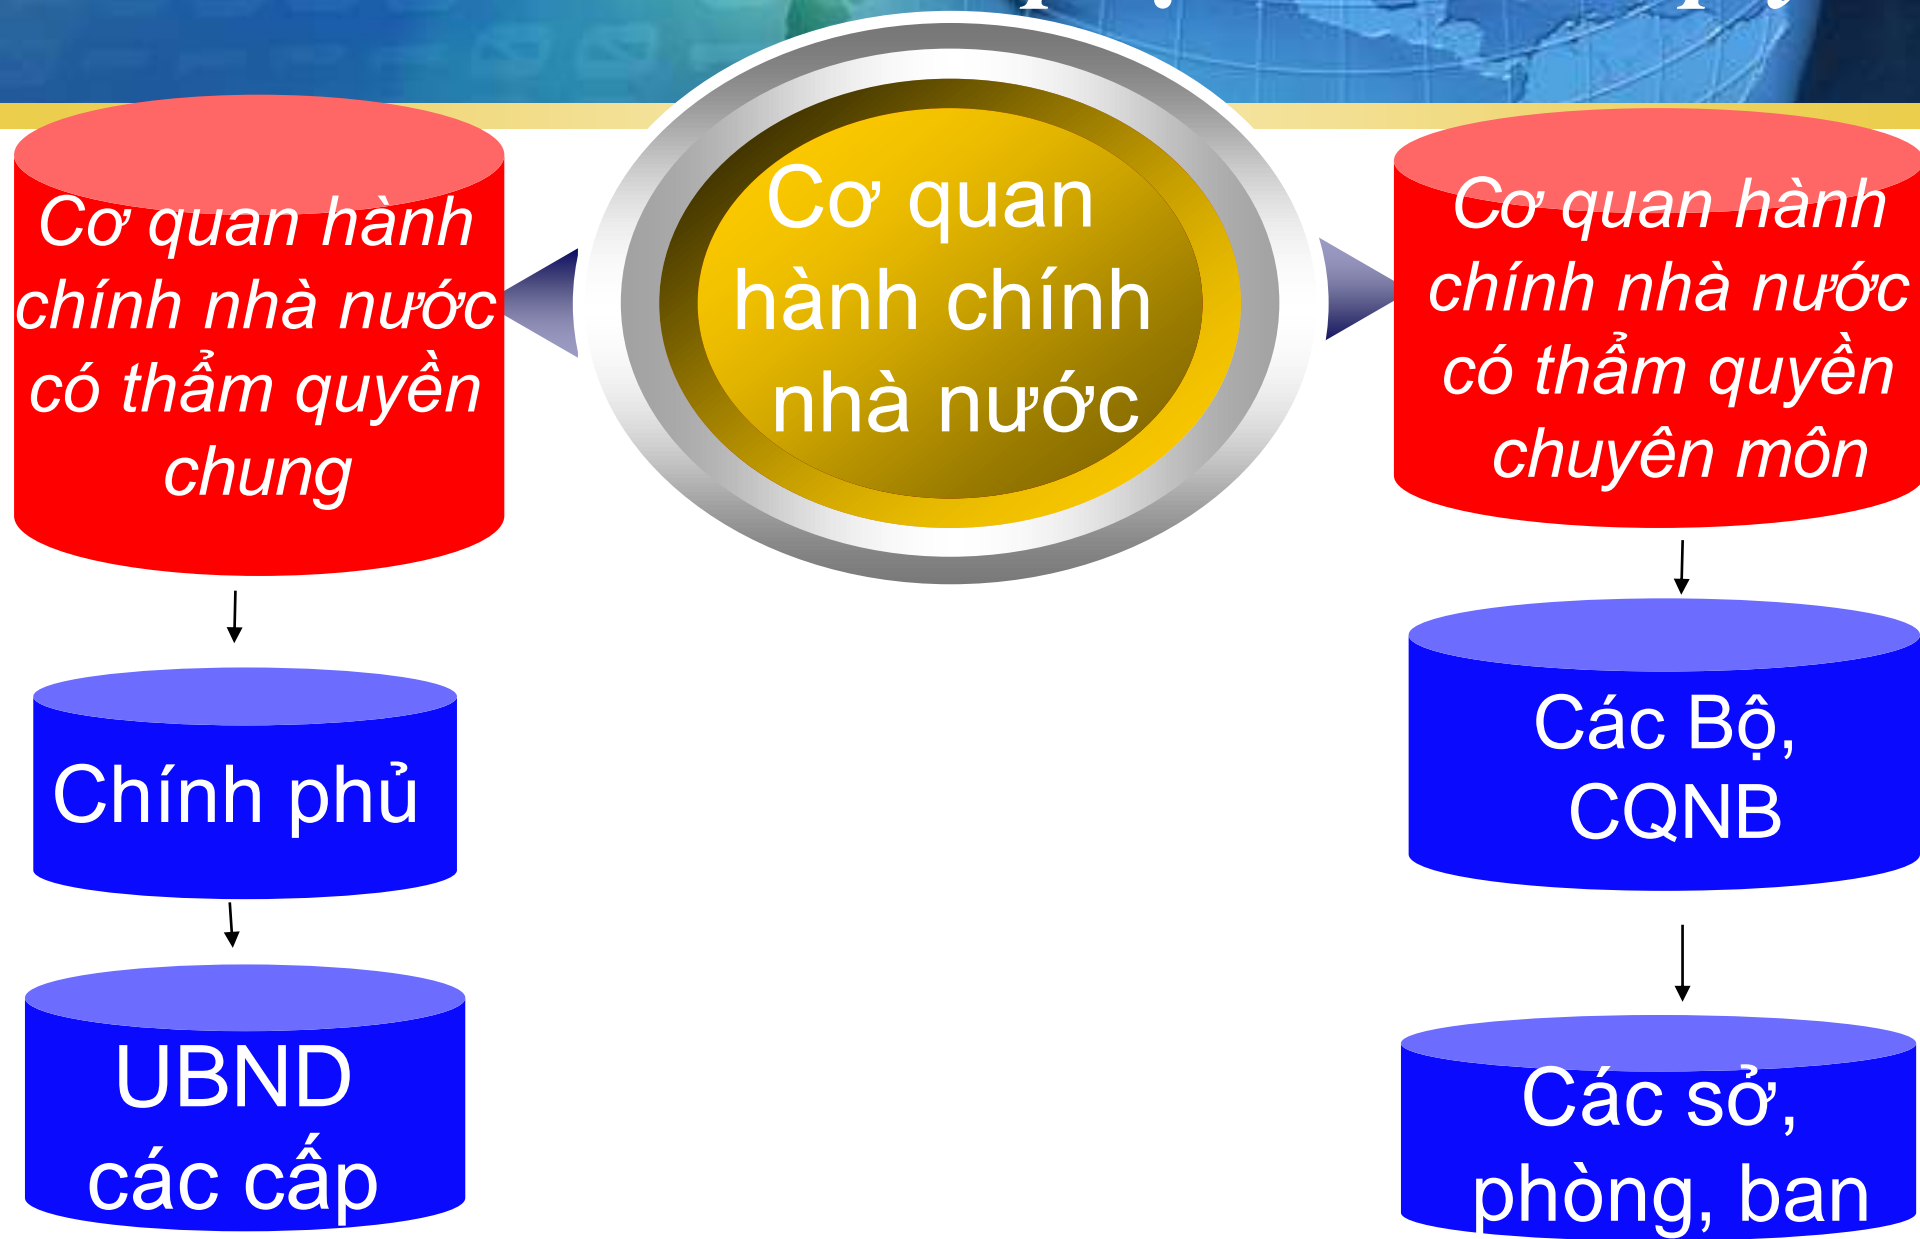 Cơ quan hành
chính nhà nước
có thẩm quyền
chung
Cơ quan
hành chính
nhà nước
Cơ quan hành
chính nhà nước
có thẩm quyền
chuyên môn
Chính phủ
UBND
các cấp
Các Bộ,
CQNB
Các sở,
phòng, ban